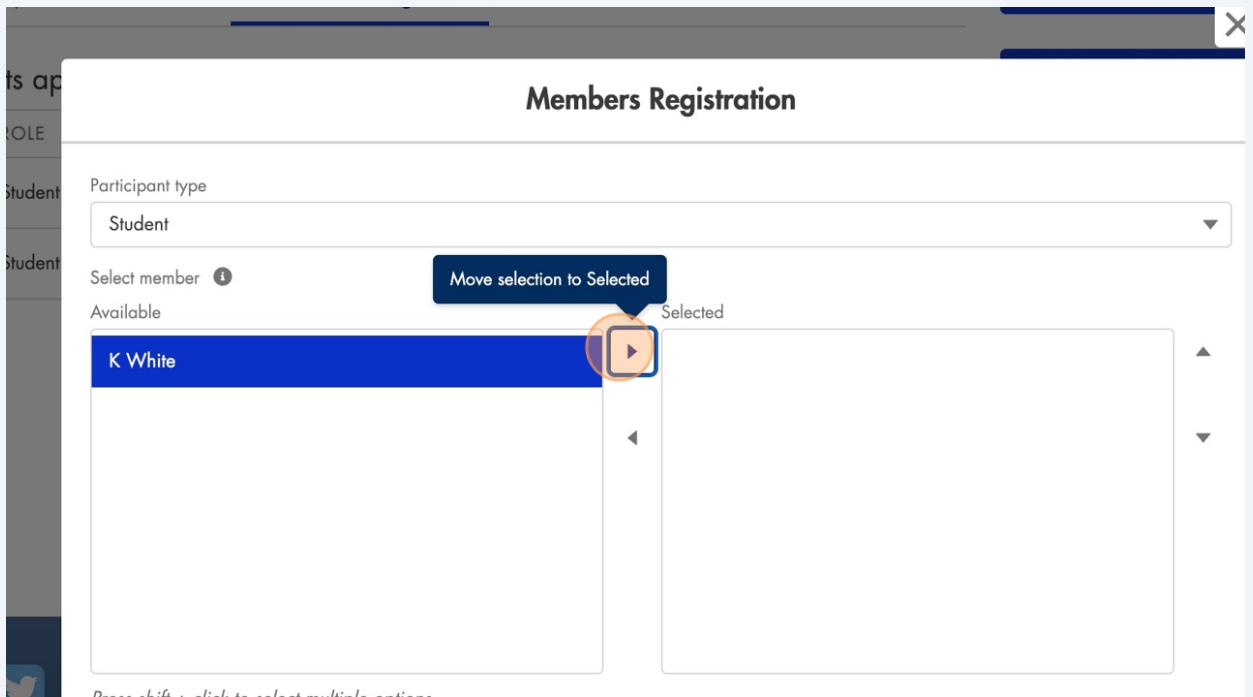 Members Registration
ts ap
ROLE
Participant type
Student
Student
Student
Select member
Move selection to Selected
Available
Selected
K White
Press shift + click to select multiple options